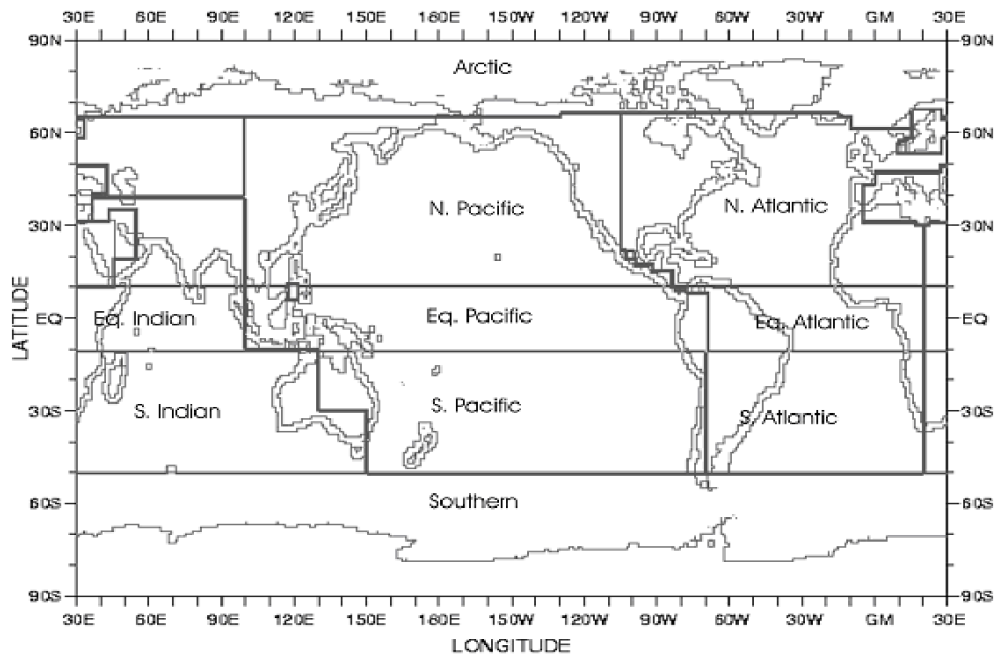 30E 60E 90E 120E 150E 180E 150W 120W 90W 60W 30W GM 30E
90N 90N
Arctic
60N 60N
N. Pacific N. Atlantic
30N 30N
Eq. Indian Eq. Pacific Eq. Atlantic
EQ EQ
LATITUDE
S. Indian S. Pacific S. Atlantic
30S 30S
Southern
60S 60S
90S 90S
30E 60E 90E 120E 150E 180E 150W 120W 90W 60W 30W GM 30E
LONGITUDE